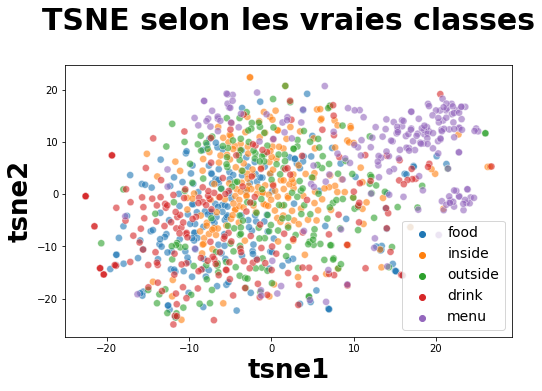 TSNE selon les vraies classes
tsne2
20
10
0
−10
−20
−20
−10
0
10
20
tsne1
food
inside
outside
drink
menu